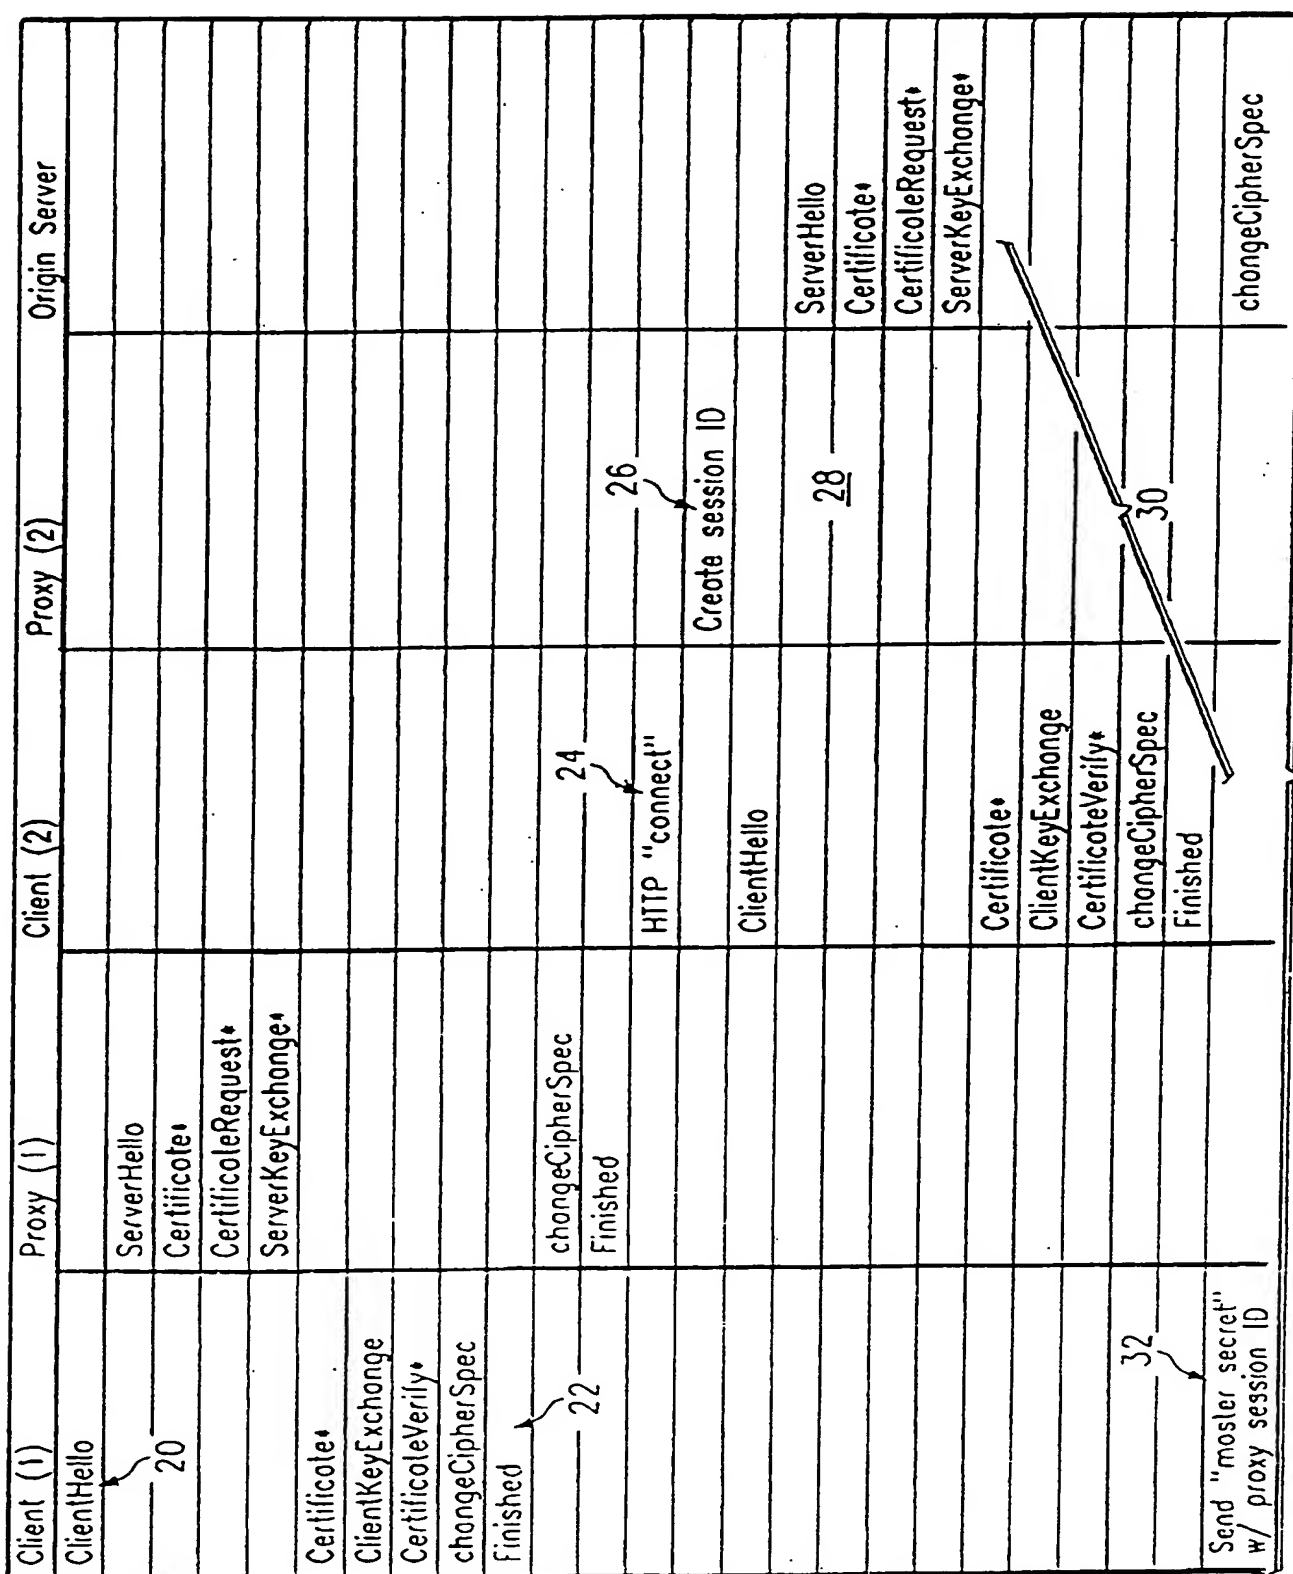 Client (1) Proxy (1) Client (2) Proxy (2) Origin Server
ClientHello
ServerHello
20 Certificate*
CertificateRequest*
ServerKeyExchange*
Certificate*
ClientKeyExchange
CertificateVerify*
changeCipherSpec
Finished
22 changeCipherSpec 24
Finished
HTTP "connect" 26
Create session ID
ClientHello
ServerHello
28 Certificate*
CertificateRequest*
ServerKeyExchange*
Certificate*
ClientKeyExchange
CertificateVerify*
32 changeCipherSpec 30
Finished
Send "master secret" changeCipherSpec
w/ proxy session ID